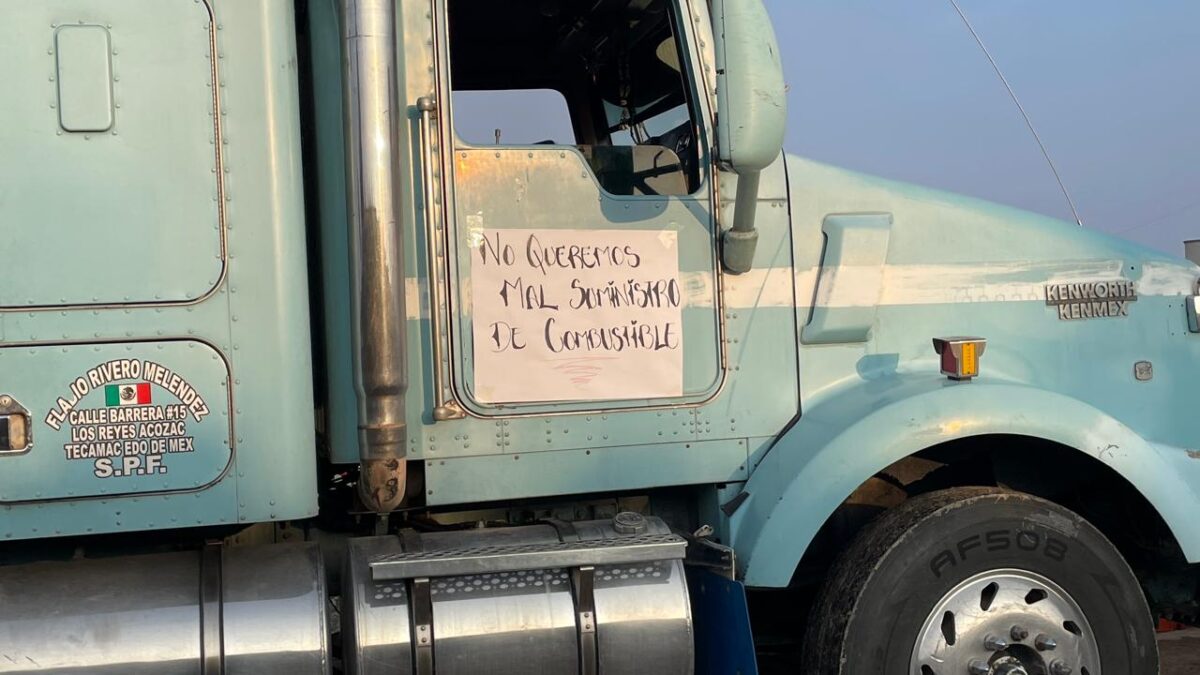 No Queremos
Mal Suministro
De Combustible
KENWORTH
KENMEX
FLAJO RIVERO MELENDEZ
CALLE BARRERA #15
LOS REYES ACOZAC
TECAMAC EDO DE MEX
S.P.F.
AF508